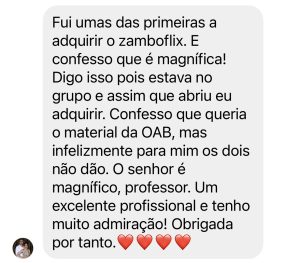 Fui umas das primeiras a
adquirir o zamboflix. E
confesso que é magnífica!
Digo isso pois estava no
grupo e assim que abriu eu
adquirir. Confesso que queria
o material da OAB, mas
infelizmente para mim os dois
não dão. O senhor é
magnífico, professor. Um
excelente profissional e tenho
muito admiração! Obrigada
por tanto.❤️❤️❤️❤️